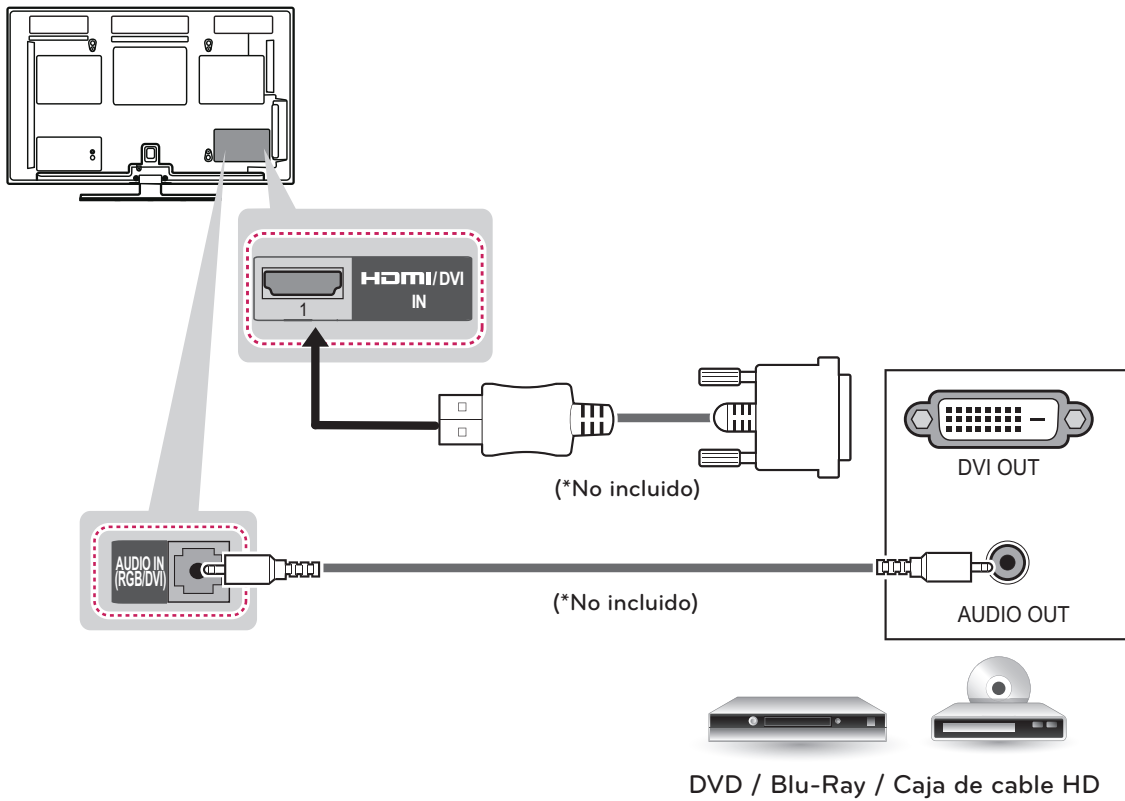 HDMI/DVI
IN
1
(*No incluido)
DVI OUT
AUDIO IN
(RGB/DVI)
(*No incluido)
AUDIO OUT
DVD / Blu-Ray / Caja de cable HD